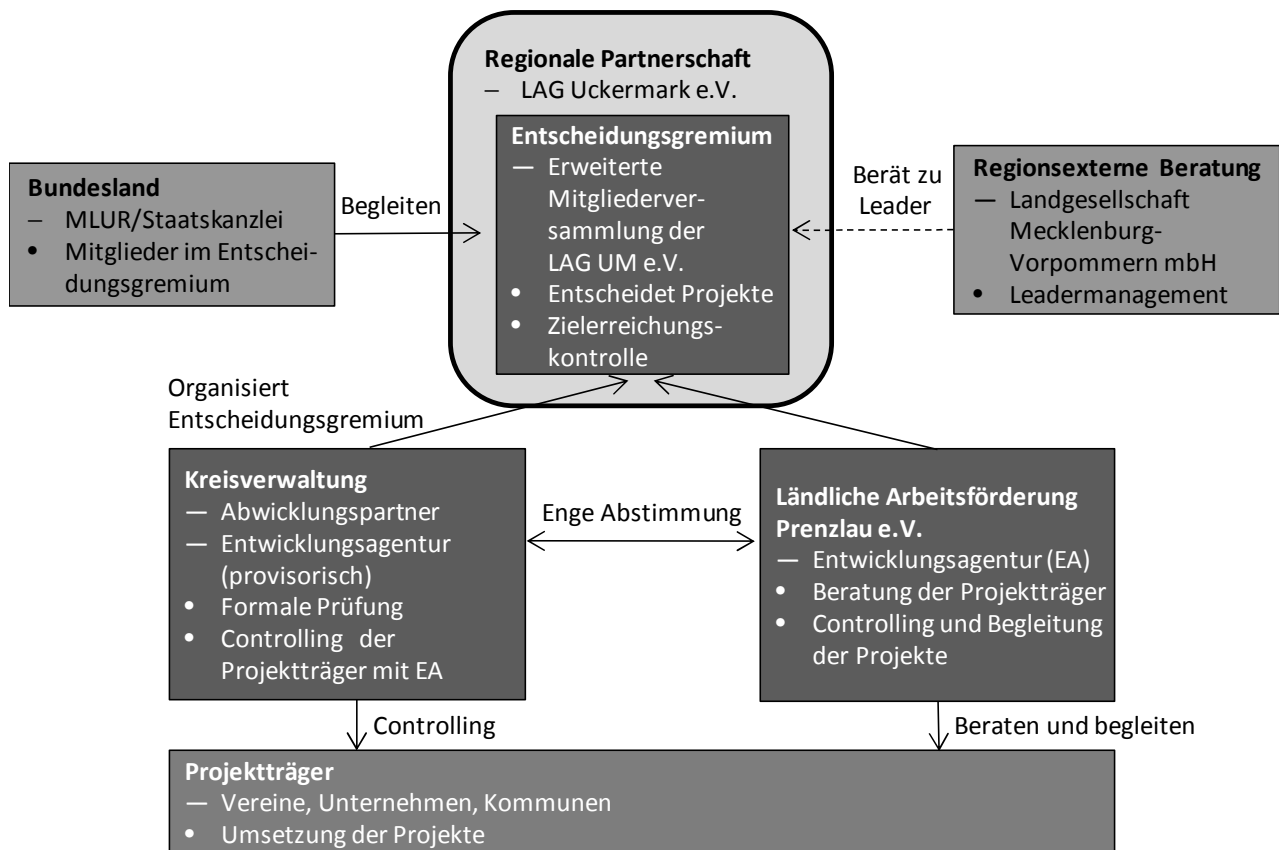 Regionale Partnerschaft
– LAG Uckermark e.V.
Entscheidungsgremium
— Erweiterte
Mitgliederver-
sammlung der
LAG UM e.V.
• Entscheidet Projekte
• Zielerreichungs-
kontrolle
Bundesland
– MLUR/Staatskanzlei
• Mitglieder im Entschei-
dungsgremium
Begleiten
Berät zu
Leader
Regionsexterne Beratung
— Landgesellschaft
Mecklenburg-
Vorpommern mbH
• Leadermanagement
Organisiert
Entscheidungsgremium
Kreisverwaltung
— Abwicklungspartner
— Entwicklungsagentur
(provisorisch)
• Formale Prüfung
• Controlling der
Projektträger mit EA
Enge Abstimmung
Ländliche Arbeitsförderung
Prenzlau e.V.
— Entwicklungsagentur (EA)
• Beratung der Projektträger
• Controlling und Begleitung
der Projekte
Controlling
Beraten und begleiten
Projektträger
— Vereine, Unternehmen, Kommunen
• Umsetzung der Projekte